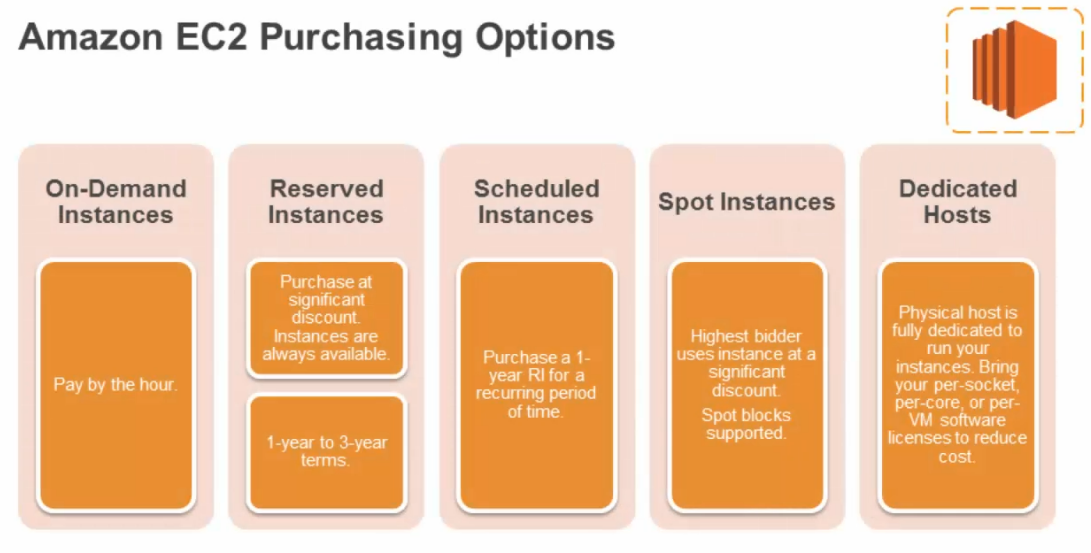 Amazon EC2 Purchasing Options
On-Demand
Instances
Pay by the hour.
Reserved
Instances
Purchase at
significant
discount.
Instances are
always available.
1-year to 3-year
terms.
Scheduled
Instances
Purchase a 1-
year RI for a
recurring period
of time.
Spot Instances
Highest bidder
uses instance at a
significant
discount.
Spot blocks
supported.
Dedicated
Hosts
Physical host is
fully dedicated to
run your
instances. Bring
your per-socket,
per-core, or per-
VM software
licenses to reduce
cost.